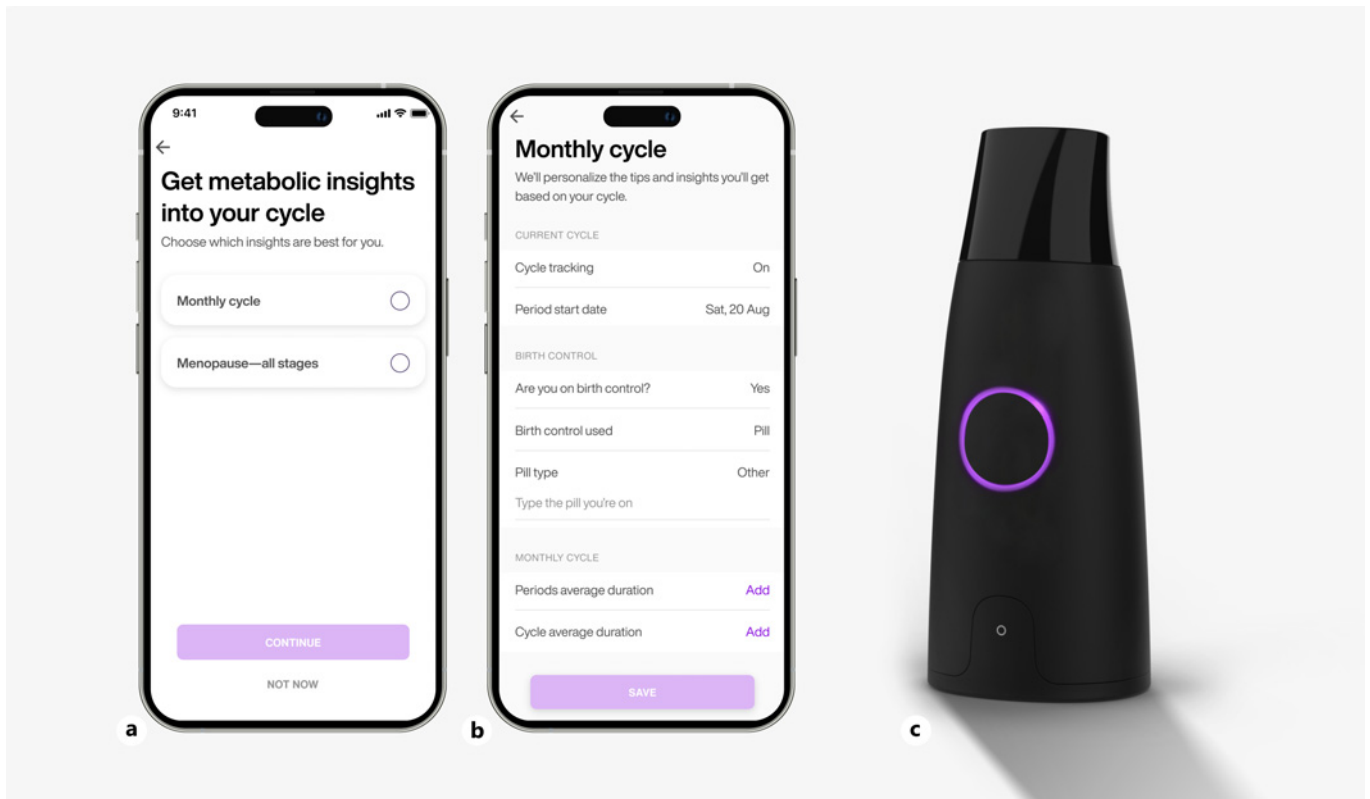 9:41
Get metabolic insights
into your cycle
Choose which insights are best for you.
Monthly cycle
Menopause—all stages
CONTINUE
NOT NOW
a
Monthly cycle
We'll personalize the tips and insights you'll get
based on your cycle.
CURRENT CYCLE
Cycle tracking On
Period start date Sat, 20 Aug
BIRTH CONTROL
Are you on birth control? Yes
Birth control used Pill
Pill type Other
Type the pill you're on
MONTHLY CYCLE
Periods average duration Add
Cycle average duration Add
SAVE
b
c